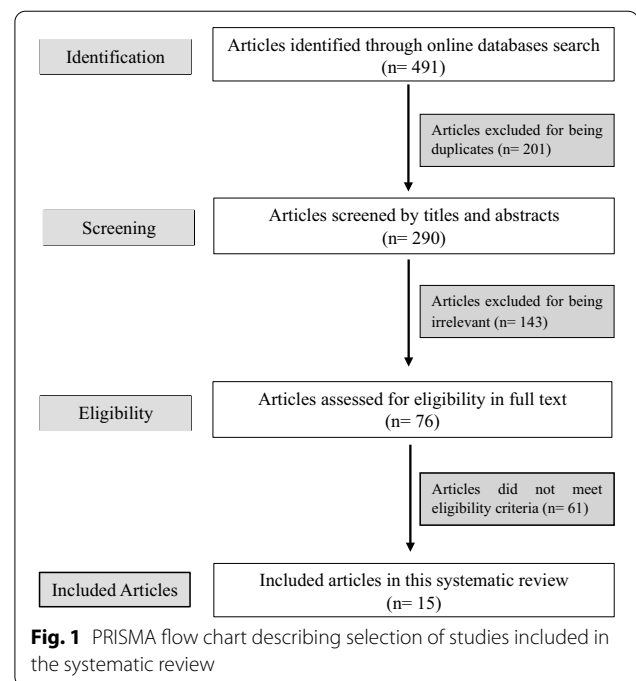 Identification
Articles identified through online databases search
(n= 491)
Articles excluded for being
duplicates (n= 201)
Screening
Articles screened by titles and abstracts
(n= 290)
Articles excluded for being
irrelevant (n= 143)
Eligibility
Articles assessed for eligibility in full text
(n= 76)
Articles did not meet
eligibility criteria (n= 61)
Included Articles
Included articles in this systematic review
(n= 15)
Fig. 1 PRISMA flow chart describing selection of studies included in
the systematic review